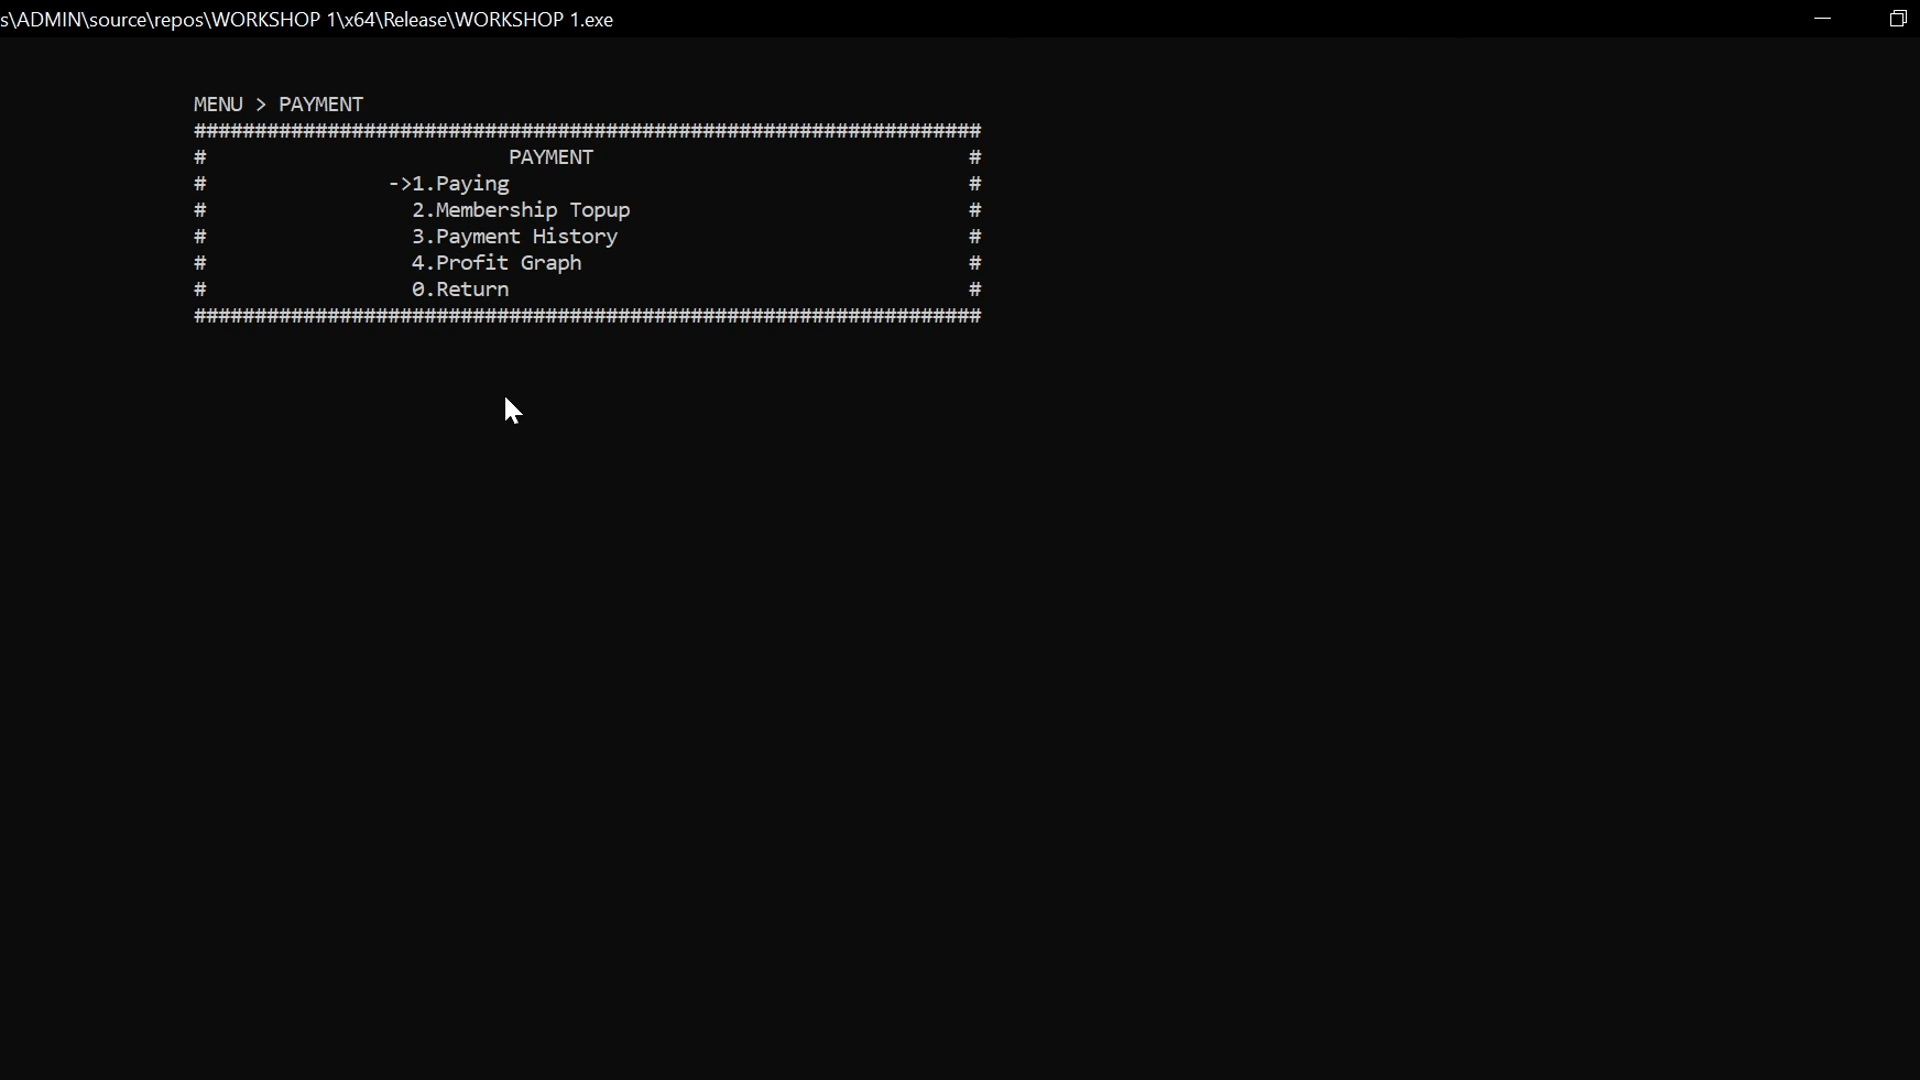 s\ADMIN\source\repos\WORKSHOP 1\x64\Release\WORKSHOP 1.exe
MENU > PAYMENT
#################################################################
#                         PAYMENT                               #
#               ->1.Paying                                      #
#                 2.Membership Topup                            #
#                 3.Payment History                             #
#                 4.Profit Graph                                #
#                 0.Return                                      #
#################################################################